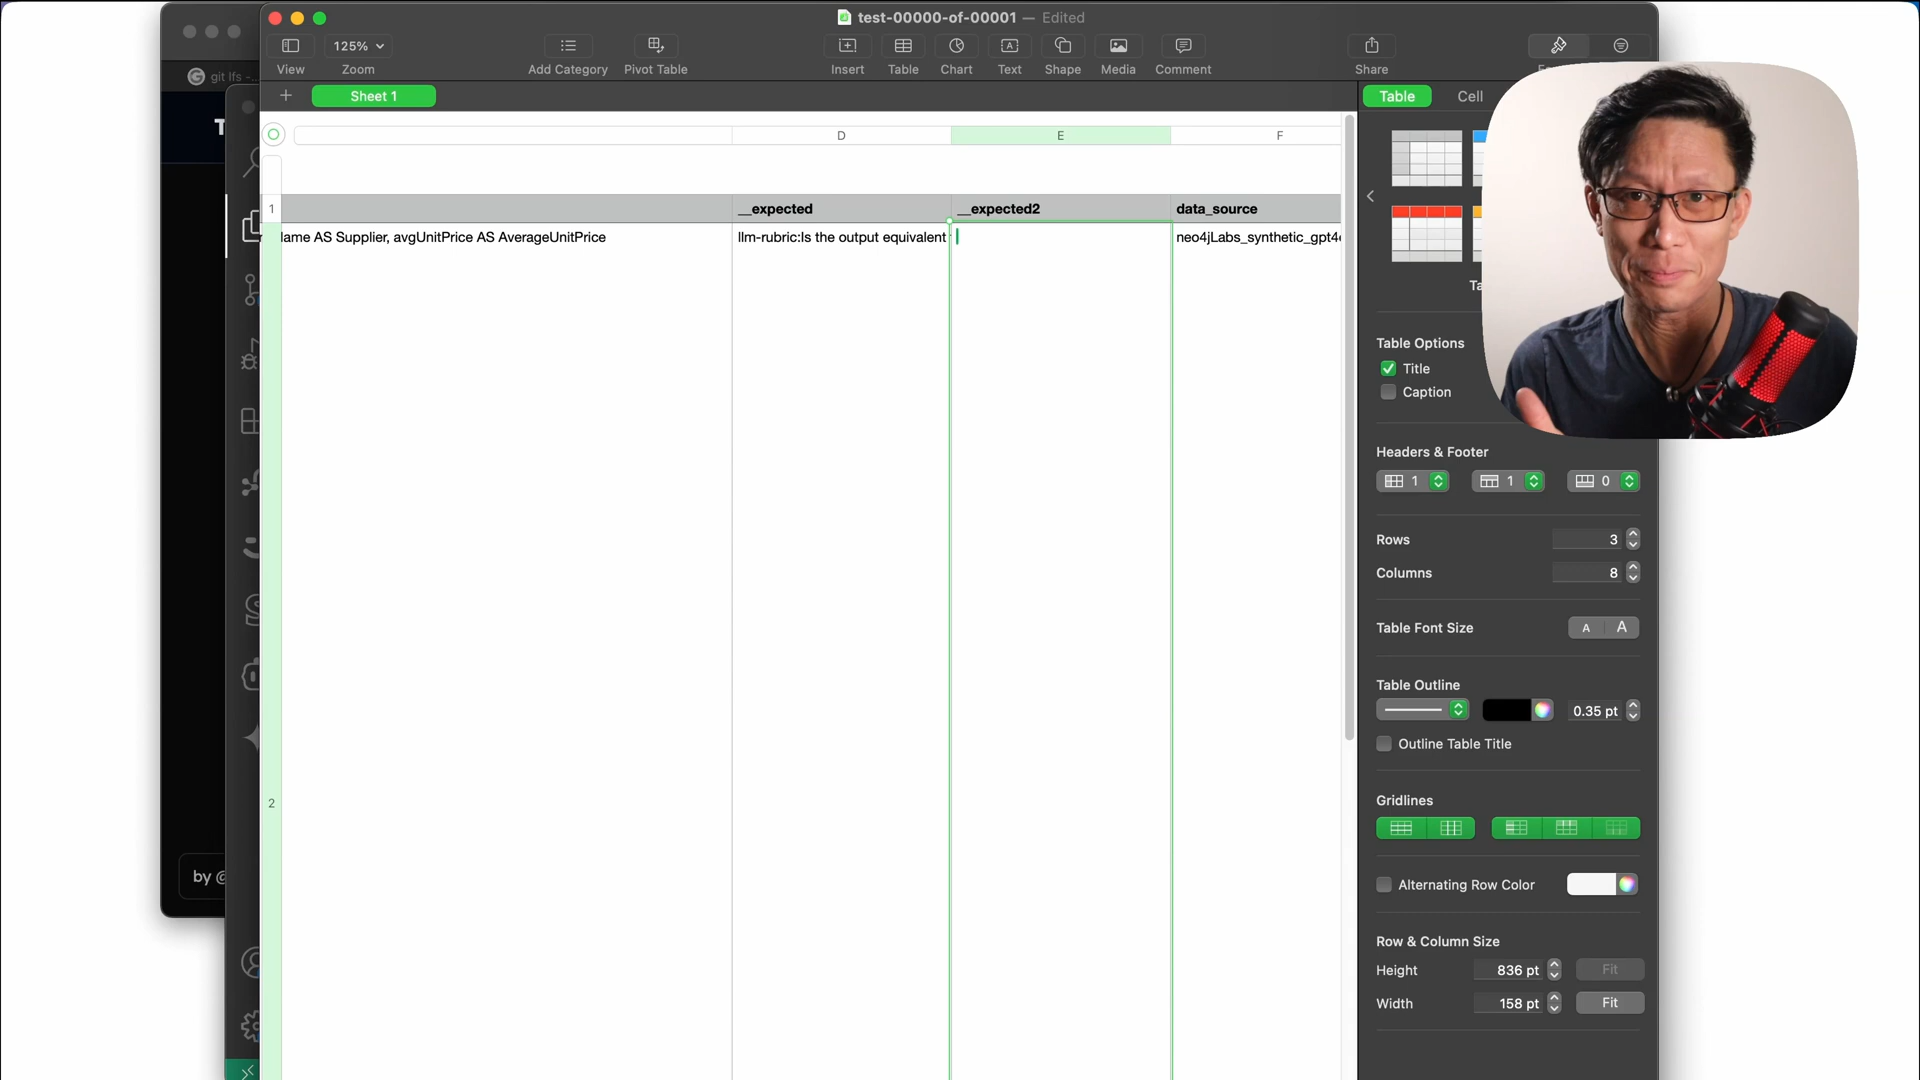 test-00000-of-00001 — Edited
125%
View
Zoom
Add Category
Pivot Table
Insert
Table
Chart
Text
Shape
Media
Comment
Share
git lfs -
T
+
Sheet 1
Table
Cell
D
E
F
1
__expected
__expected2
data_source
Name AS Supplier, avgUnitPrice AS AverageUnitPrice
llm-rubric:Is the output equivalent
neo4jLabs_synthetic_gpt4
2
by @
Table Options
Title
Caption
Headers & Footer
1
1
0
Rows
3
Columns
8
Table Font Size
A
A
Table Outline
0.35 pt
Outline Table Title
Gridlines
Alternating Row Color
Row & Column Size
Height
836 pt
Fit
Width
158 pt
Fit